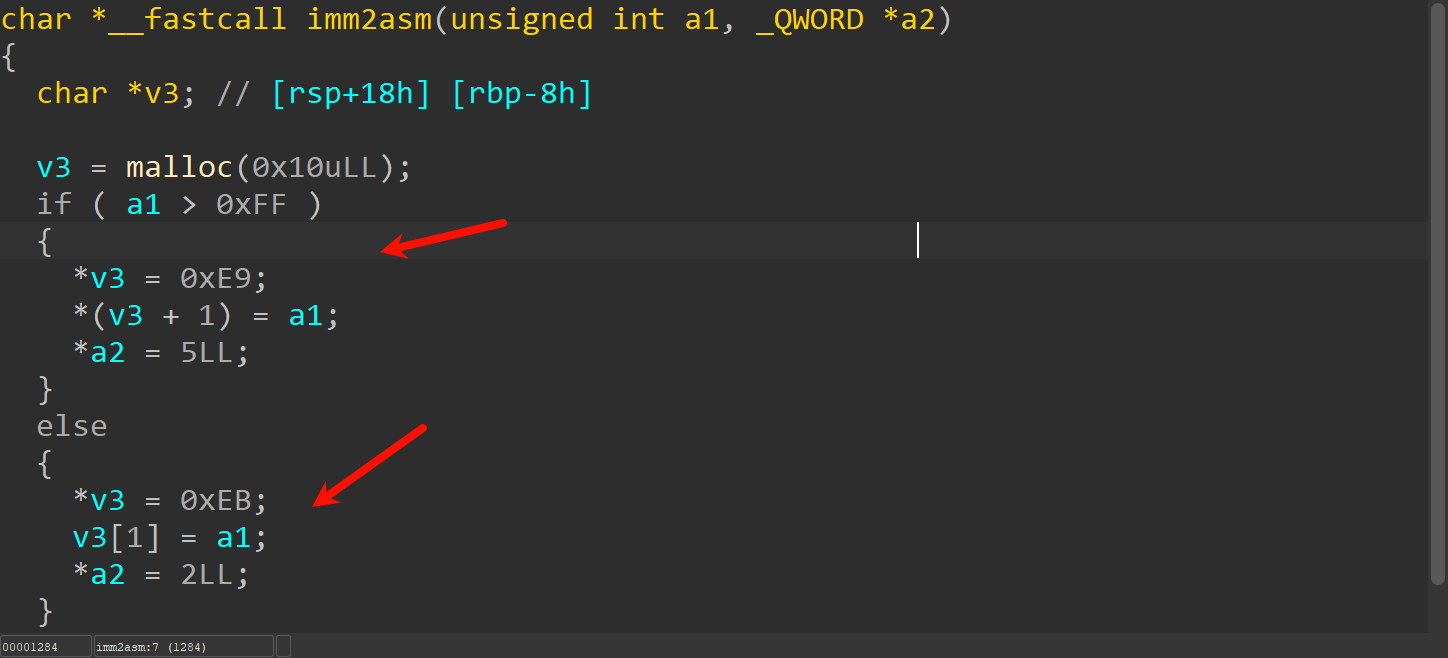 char *__fastcall imm2asm(unsigned int a1, _QWORD *a2)
{
  char *v3; // [rsp+18h] [rbp-8h]

  v3 = malloc(0x10uLL);
  if ( a1 > 0xFF )
  {
    *v3 = 0xE9;
    *(v3 + 1) = a1;
    *a2 = 5LL;
  }
  else
  {
    *v3 = 0xEB;
    v3[1] = a1;
    *a2 = 2LL;
  }
00001284 imm2asm:7 (1284)